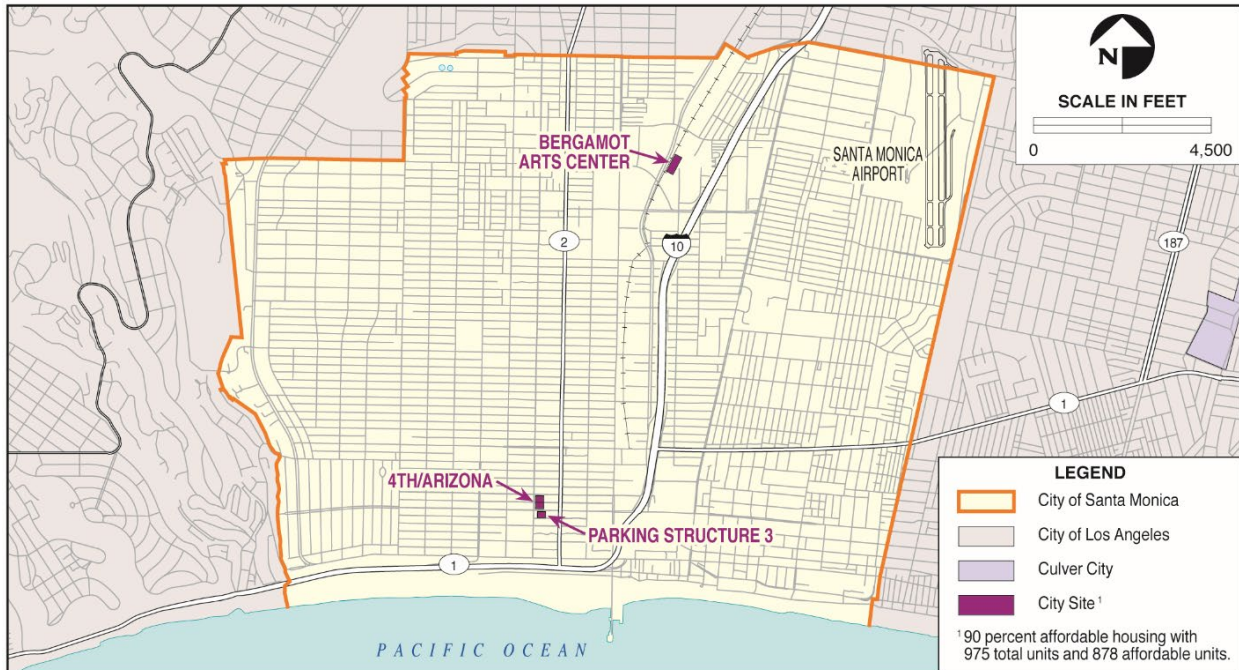 N
SCALE IN FEET
0 4,500
BERGAMOT
ARTS CENTER
SANTA MONICA
AIRPORT
2
10
187
1
4TH/ARIZONA
PARKING STRUCTURE 3
1
PACIFIC OCEAN
LEGEND
City of Santa Monica
City of Los Angeles
Culver City
City Site ¹
¹ 90 percent affordable housing with
975 total units and 878 affordable units.